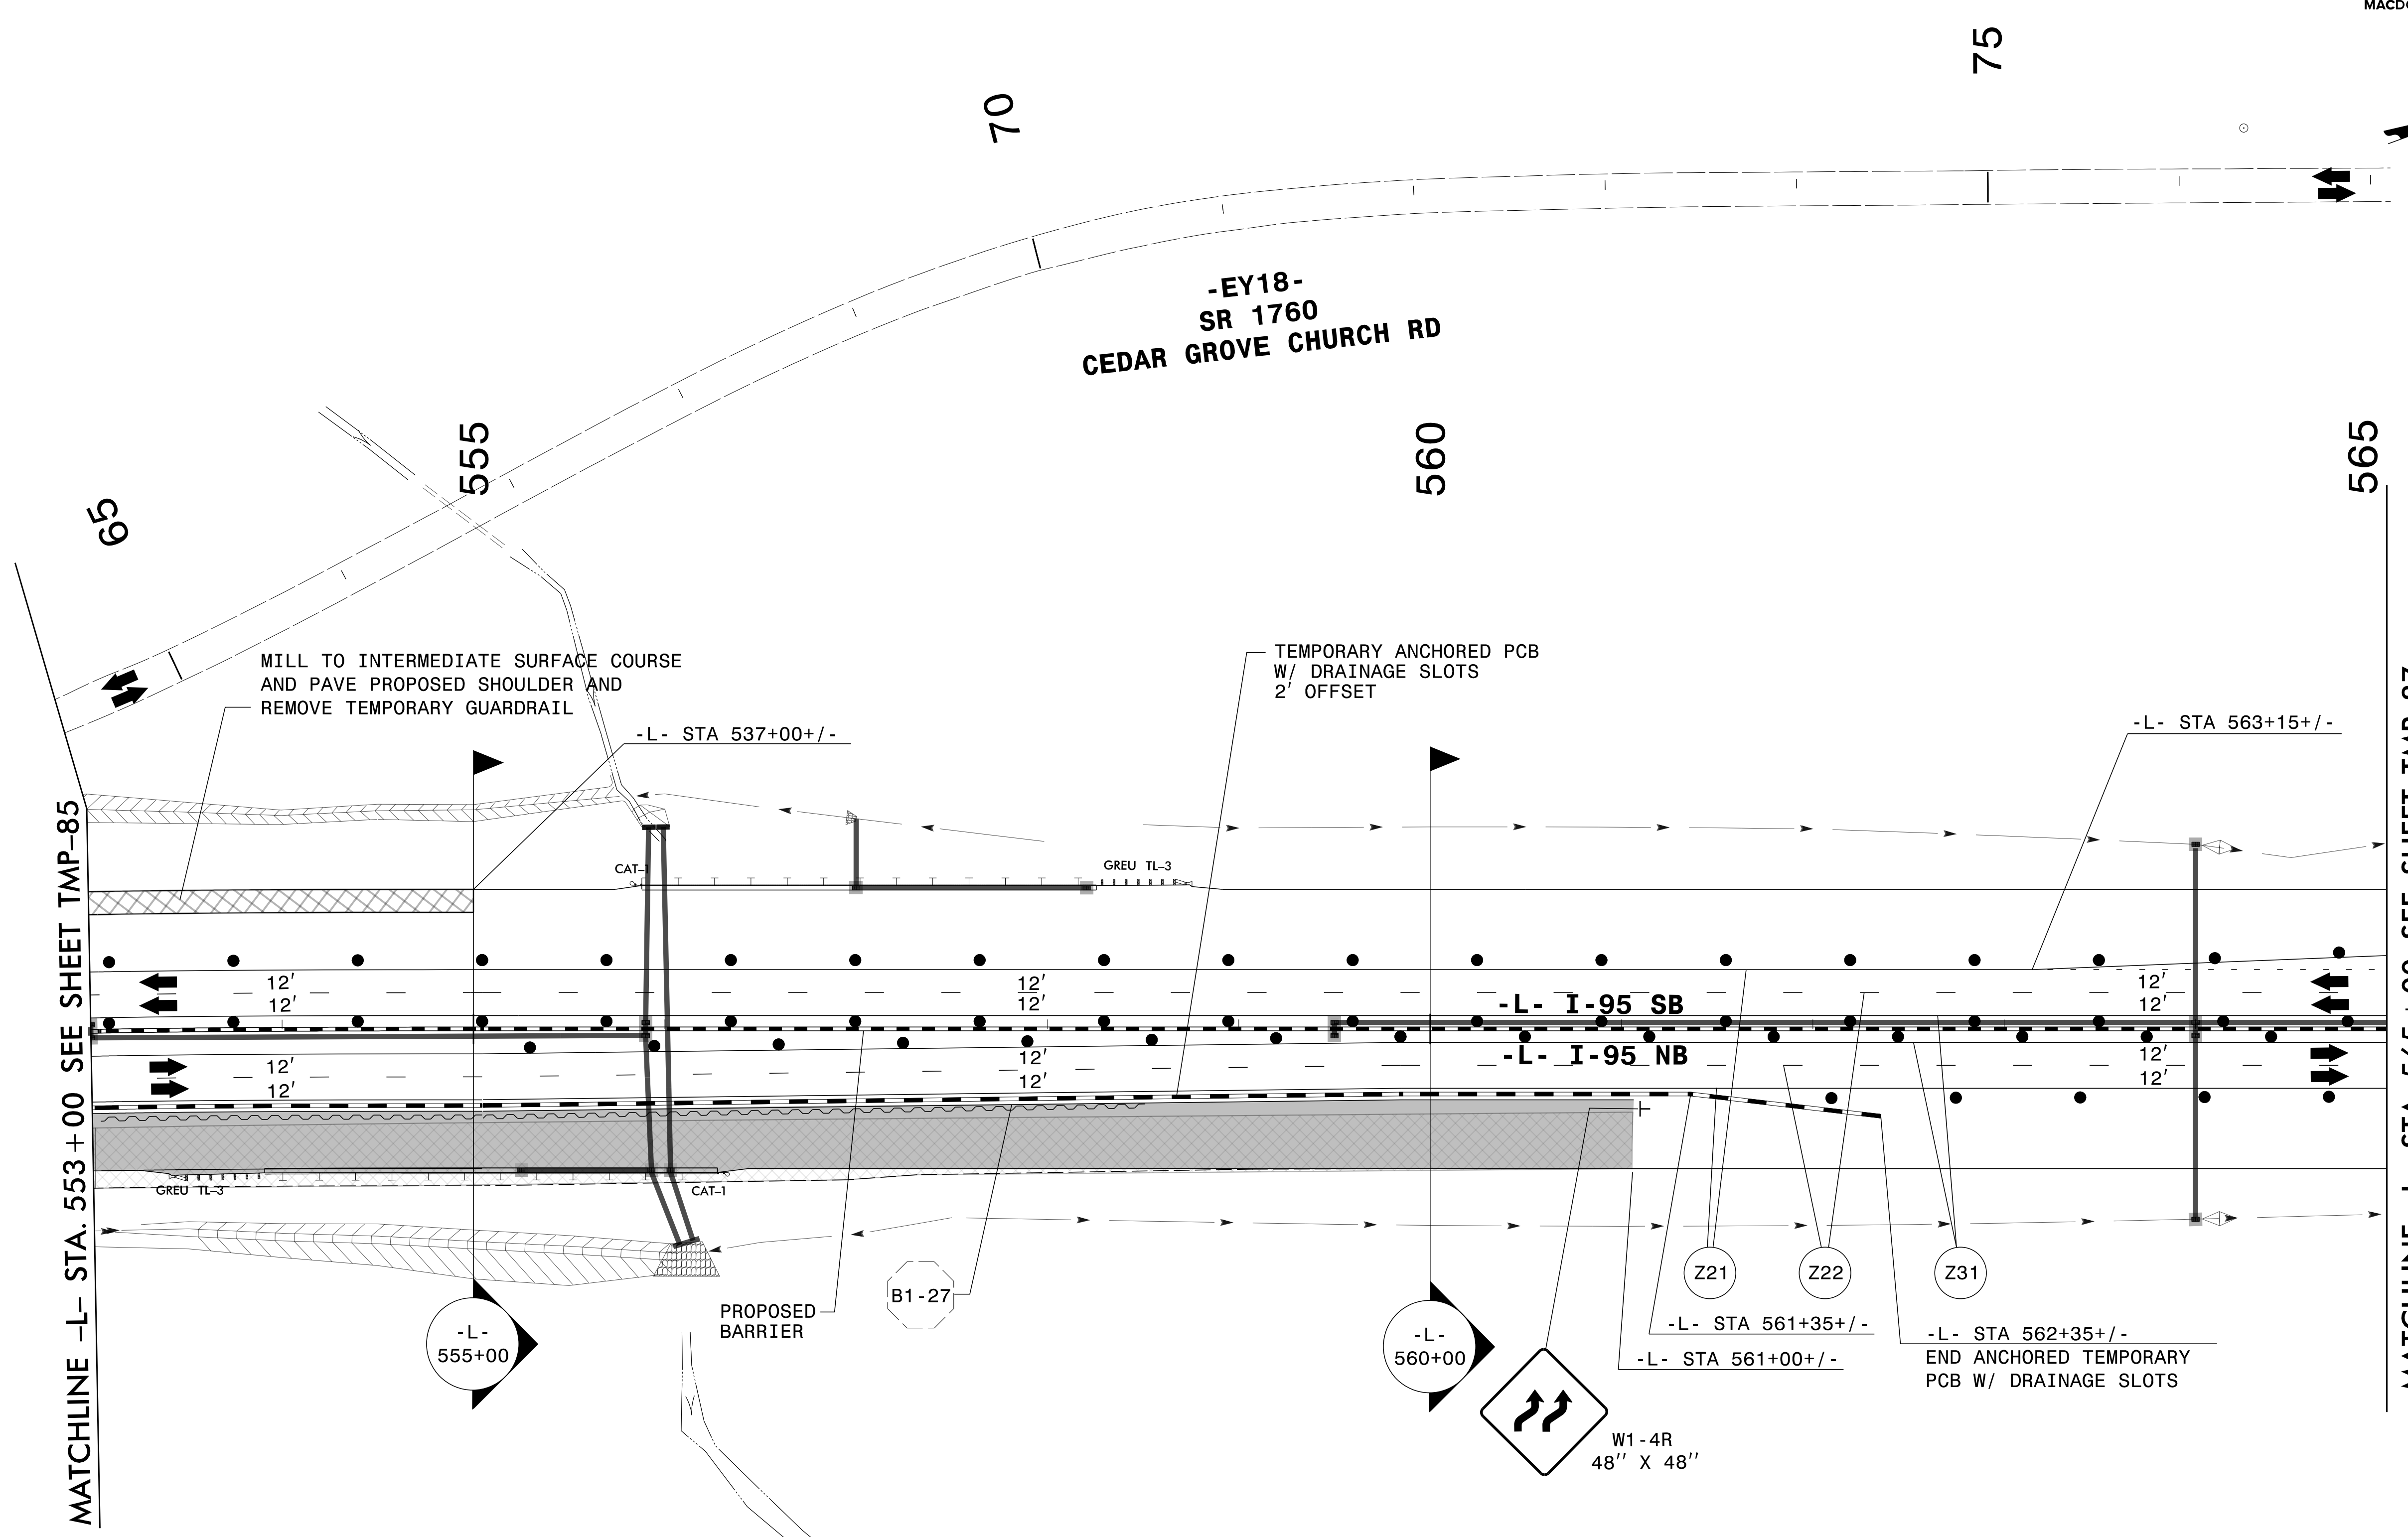 75
70
-EY18-
SR 1760
CEDAR GROVE CHURCH RD
555
560
565
65
MILL TO INTERMEDIATE SURFACE COURSE
AND PAVE PROPOSED SHOULDER AND
REMOVE TEMPORARY GUARDRAIL
TEMPORARY ANCHORED PCB
W/ DRAINAGE SLOTS
2' OFFSET
-L- STA 537+00+/-
-L- STA 563+15+/-
MATCHLINE -L- STA. 553+00 SEE SHEET TMP-85
CAT-1
GREU TL-3
12'
12'
12'
12'
12'
12'
-L- I-95 SB
12'
12'
12'
12'
-L- I-95 NB
12'
12'
GREU TL-3
CAT-1
Z21
Z22
Z31
B1-27
PROPOSED
BARRIER
-L-
555+00
-L-
560+00
-L- STA 561+35+/-
-L- STA 561+00+/-
-L- STA 562+35+/-
END ANCHORED TEMPORARY
PCB W/ DRAINAGE SLOTS
W1-4R
48'' X 48''